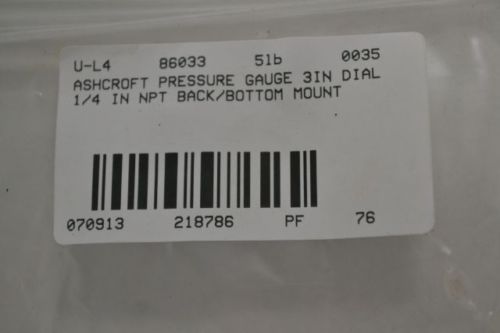 U-L4 86033 51b 0035
ASHCROFT PRESSURE GAUGE 3IN DIAL
1/4 IN NPT BACK/BOTTOM MOUNT
070913 218786 PF 76